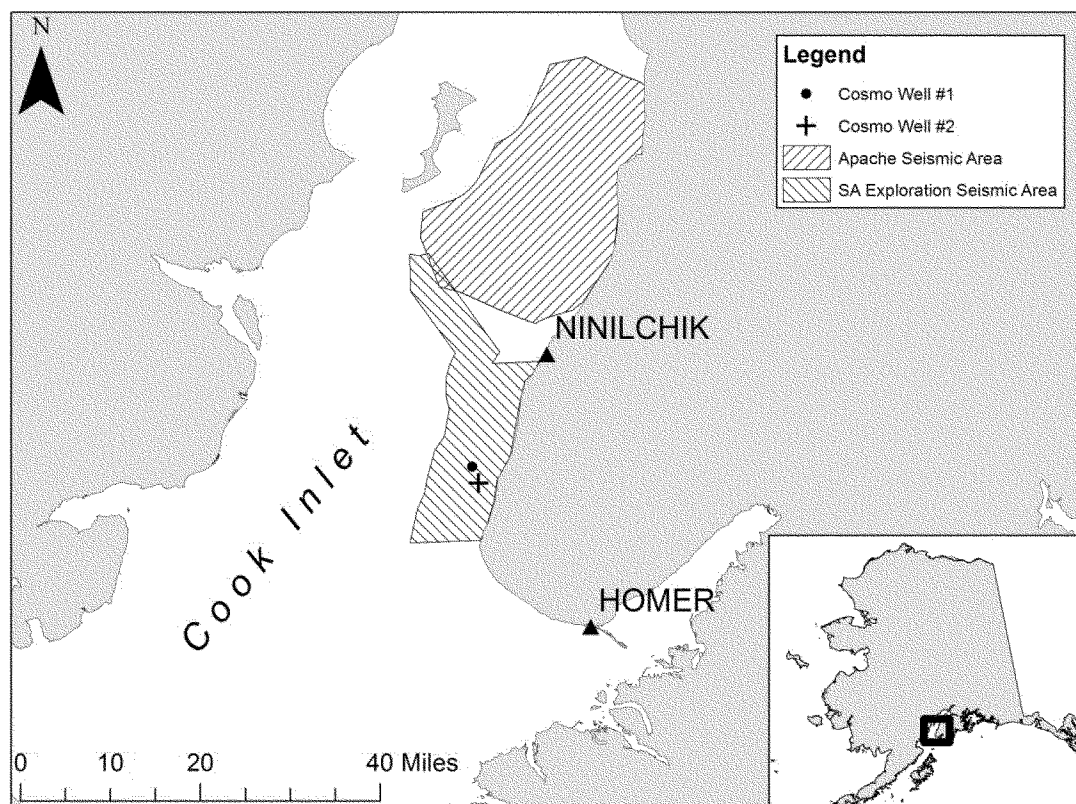 N
Legend
Cosmo Well #1
Cosmo Well #2
Apache Seismic Area
SA Exploration Seismic Area
NINILCHIK
Cook Inlet
HOMER
0 10 20 40 Miles